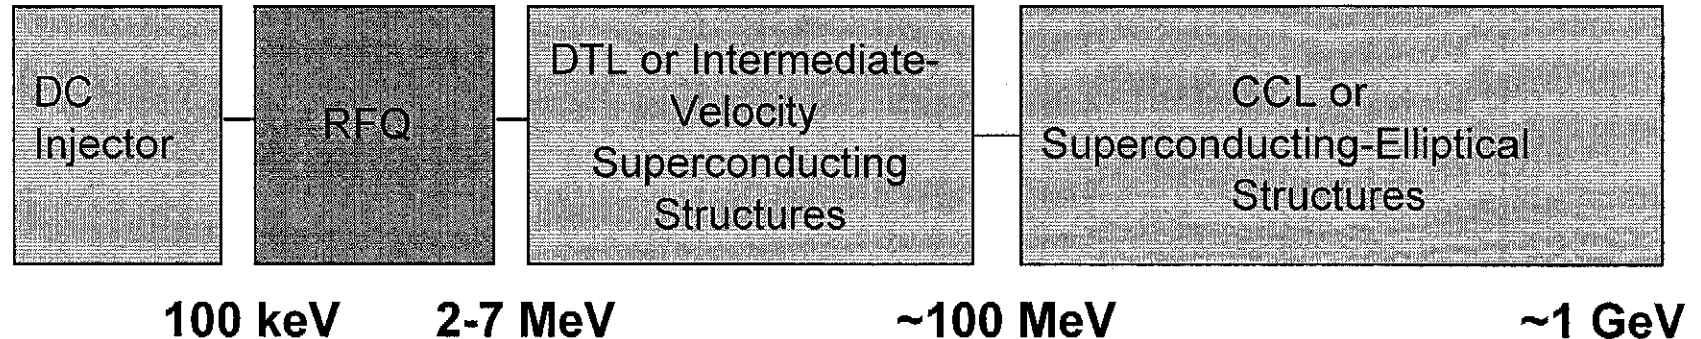 DC
Injector
RFQ
DTL or Intermediate-
Velocity
Superconducting
Structures
CCL or
Superconducting-Elliptical
Structures
100 keV
2-7 MeV
~100 MeV
~1 GeV